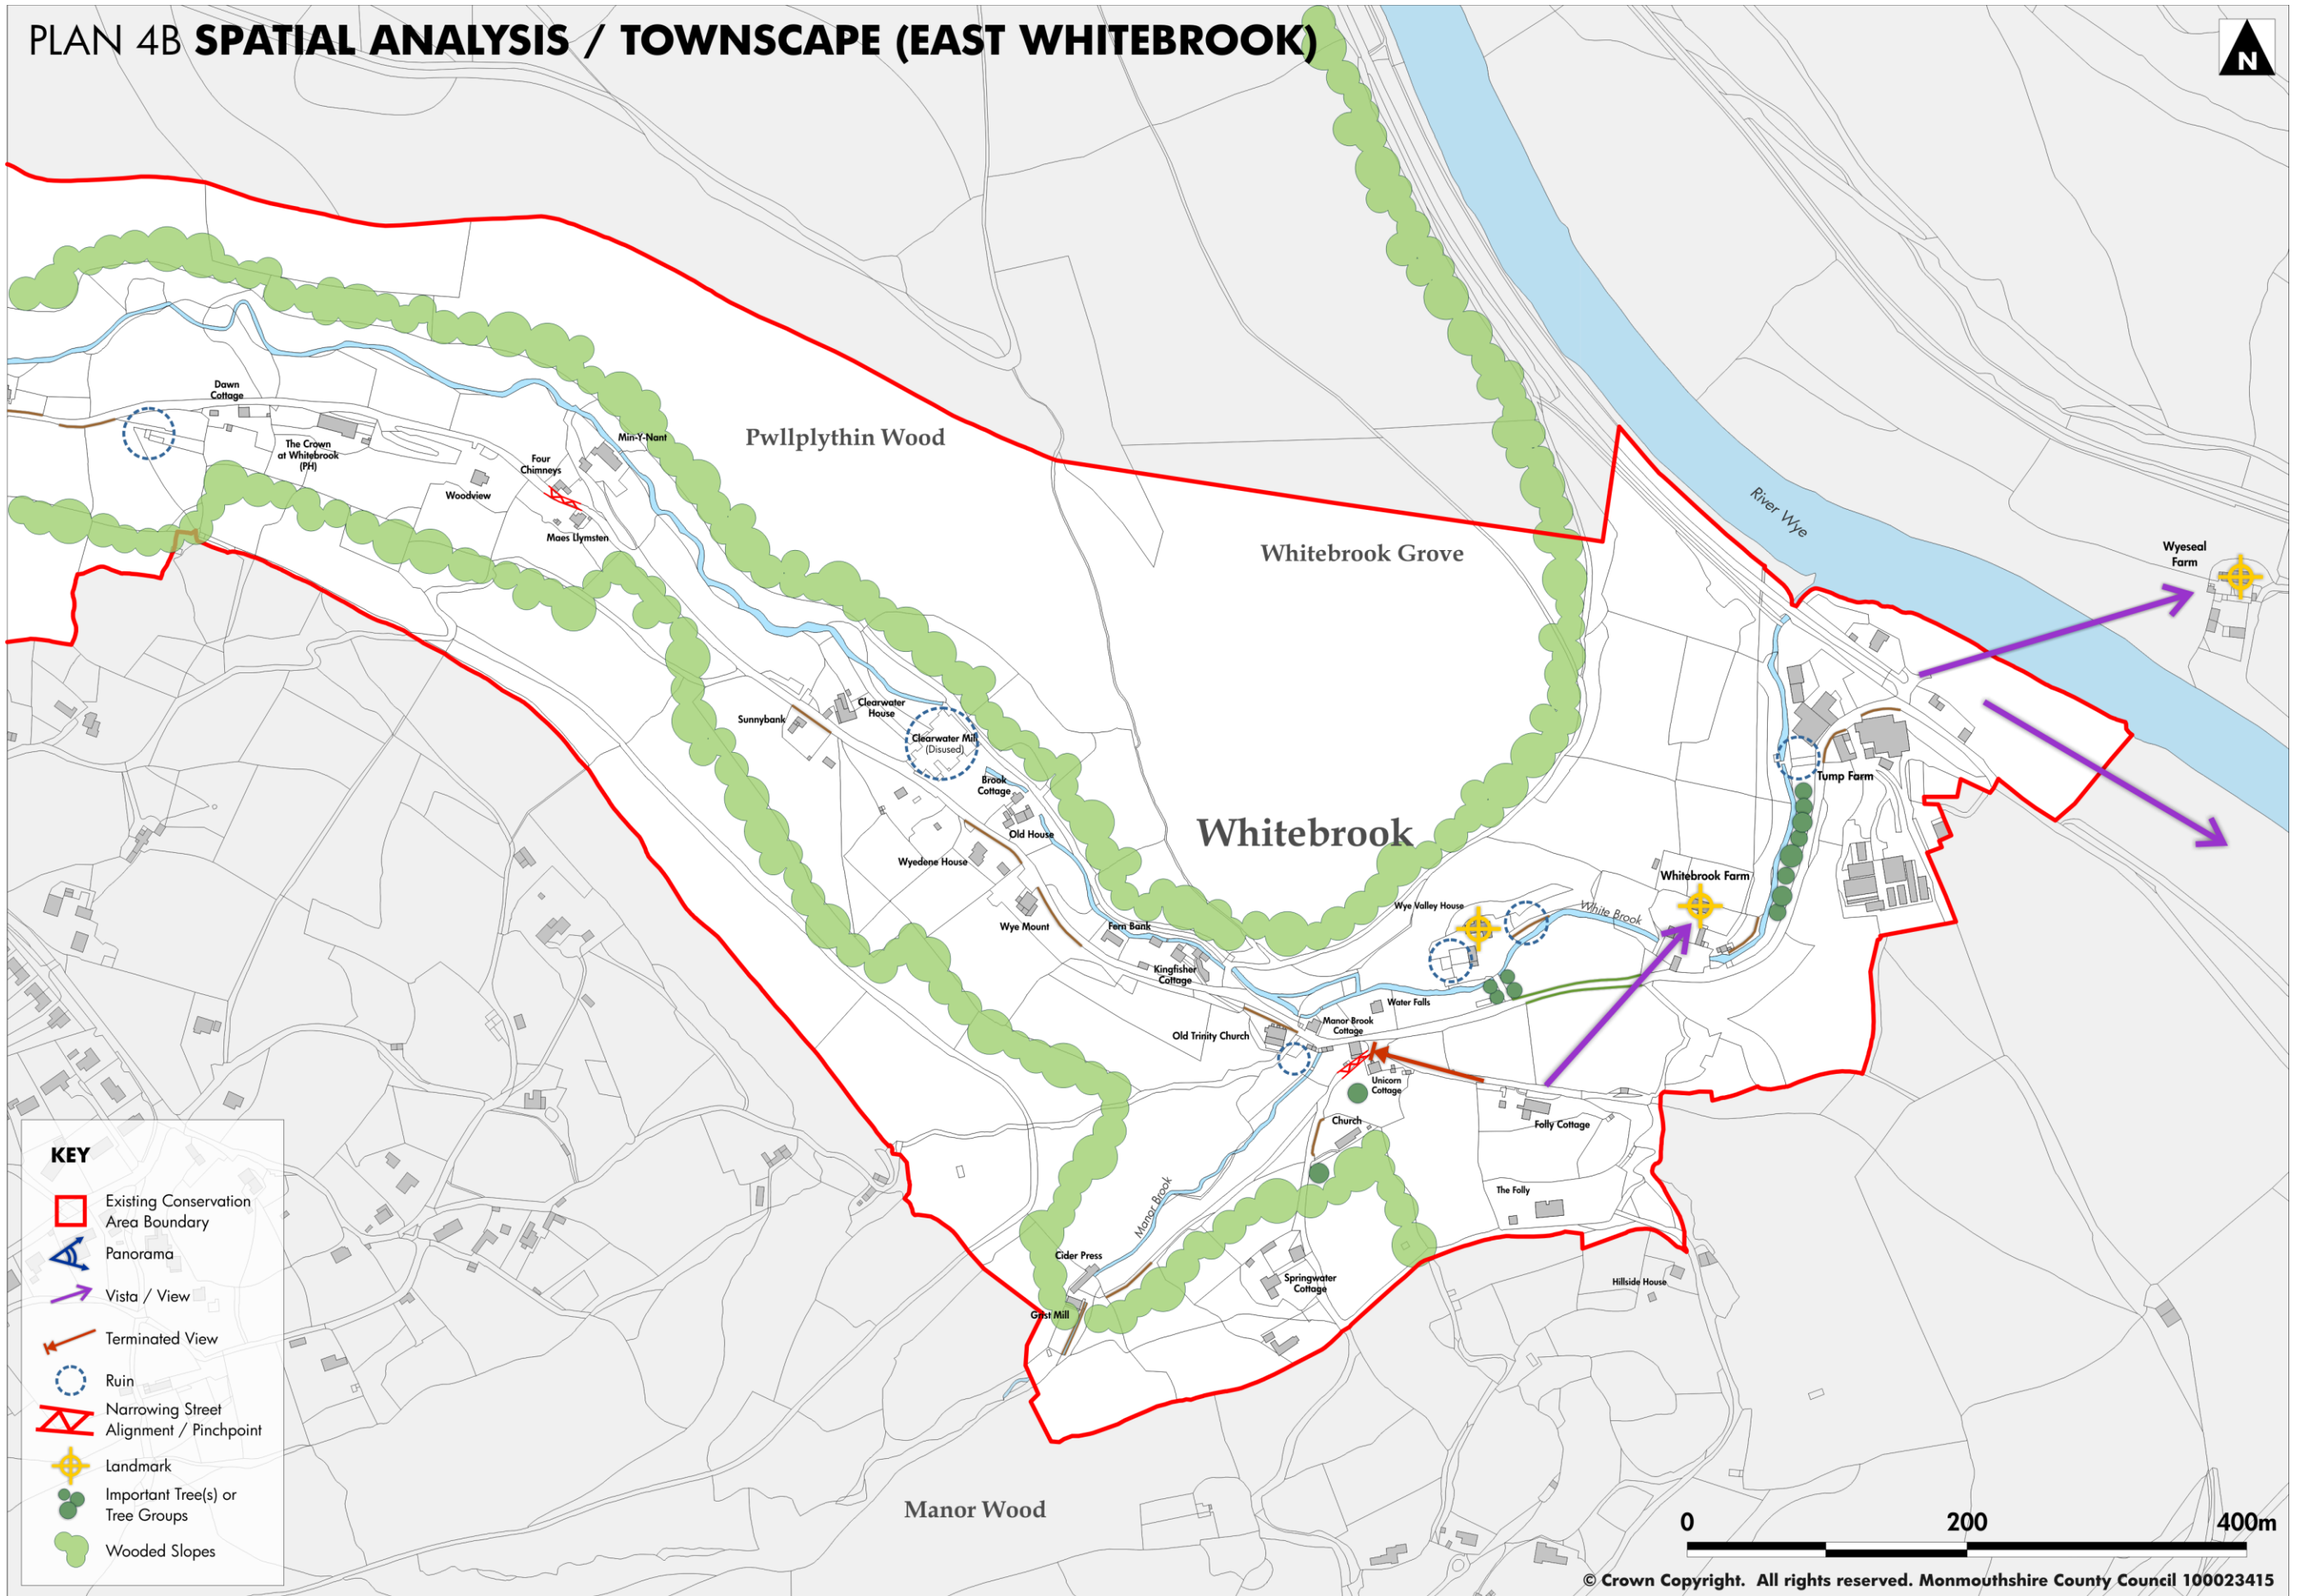 PLAN 4B SPATIAL ANALYSIS / TOWNSCAPE (EAST WHITEBROOK)
N
Dawn
Cottage
The Crown
at Whitebrook
(PH)
Four
Chimneys
Min-Y-Nant
Woodview
Maes Llymsten
Pwllplythin Wood
Whitebrook Grove
River Wye
Wyeseal
Farm
Sunnybank
Clearwater
House
Clearwater Mill
(Disused)
Brook
Cottage
Old House
Wyedene House
Whitebrook
Tump Farm
Wye Mount
Fern Bank
Kingfisher
Cottage
Wye Valley House
White Brook
Whitebrook Farm
Water Falls
Old Trinity Church
Manor Brook
Cottage
Unicorn
Cottage
Church
Folly Cottage
The Folly
Manor Brook
Cider Press
Grist Mill
Springwater
Cottage
Hillside House
Manor Wood
KEY
Existing Conservation
Area Boundary
Panorama
Vista / View
Terminated View
Ruin
Narrowing Street
Alignment / Pinchpoint
Landmark
Important Tree(s) or
Tree Groups
Wooded Slopes
0 200 400m
© Crown Copyright. All rights reserved. Monmouthshire County Council 100023415